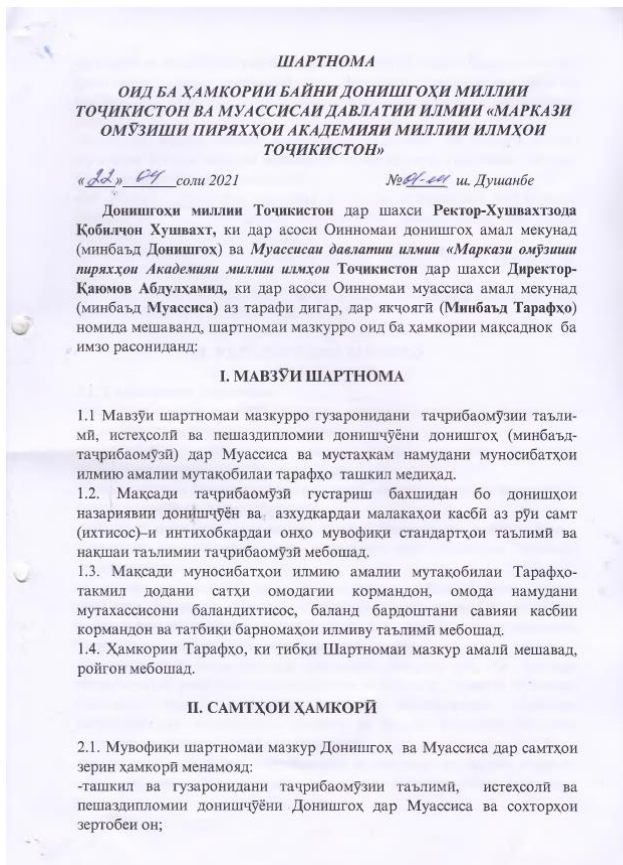 ШАРТНОМА
ОИД БА ҲАМКОРИИ БАЙНИ ДОНИШГОҲИ МИЛЛИИ
ТОҶИКИСТОН ВА МУАССИСАИ ДАВЛАТИИ ИЛМИИ «МАРКАЗИ
ОМӮЗИШИ ПИРЯХҲОИ АКАДЕМИЯИ МИЛЛИИ ИЛМҲОИ
ТОҶИКИСТОН»
«22» 04 соли 2021 № ш. Душанбе
Донишгоҳи миллии Тоҷикистон дар шахси Ректор-Хушвахтзода
Қобилҷон Хушвахт, ки дар асоси Оинномаи донишгоҳ амал мекунад
(минбаъд Донишгоҳ) ва Муассисаи давлатии илмии «Маркази омӯзиши
пиряхҳои Академияи миллии илмҳои Тоҷикистон дар шахси Директор-
Қаюмов Абдулҳамид, ки дар асоси Оинномаи муассиса амал мекунад
(минбаъд Муассиса) аз тарафи дигар, дар якҷоягӣ (Минбаъд Тарафҳо)
номида мешаванд, шартномаи мазкурро оид ба ҳамкории мақсаднок ба
имзо расониданд:
I. МАВЗӮИ ШАРТНОМА
1.1 Мавзӯи шартномаи мазкурро гузаронидани таҷрибаомӯзии таъли-
мӣ, истеҳсолӣ ва пешаздипломии донишҷӯёни донишгоҳ (минбаъд-
таҷрибаомӯзӣ) дар Муассиса ва мустаҳкам намудани муносибатҳои
илмию амалии мутақобилаи тарафҳо ташкил медиҳад.
1.2. Мақсади таҷрибаомӯзӣ густариш бахшидан бо донишҳои
назариявии донишҷӯён ва азхудкардаи малакаҳои касбӣ аз рӯи самт
(ихтисос)–и интихобкардаи онҳо мувофиқи стандартҳои таълимӣ ва
нақшаи таълимии таҷрибаомӯзӣ мебошад.
1.3. Мақсади муносибатҳои илмию амалии мутақобилаи Тарафҳо-
такмил додани сатҳи омодагии кормандон, омода намудани
мутахассисони баландихтисос, баланд бардоштани савияи касбии
кормандон ва татбиқи барномаҳои илмиву таълимӣ мебошад.
1.4. Ҳамкории Тарафҳо, ки тибқи Шартномаи мазкур амалӣ мешавад,
ройгон мебошад.
II. САМТҲОИ ҲАМКОРӢ
2.1. Мувофиқи шартномаи мазкур Донишгоҳ ва Муассиса дар самтҳои
зерин ҳамкорӣ менамояд:
-ташкил ва гузаронидани таҷрибаомӯзии таълимӣ, истеҳсолӣ ва
пешаздипломии донишҷӯёни Донишгоҳ дар Муассиса ва сохторҳои
зертобеи он;